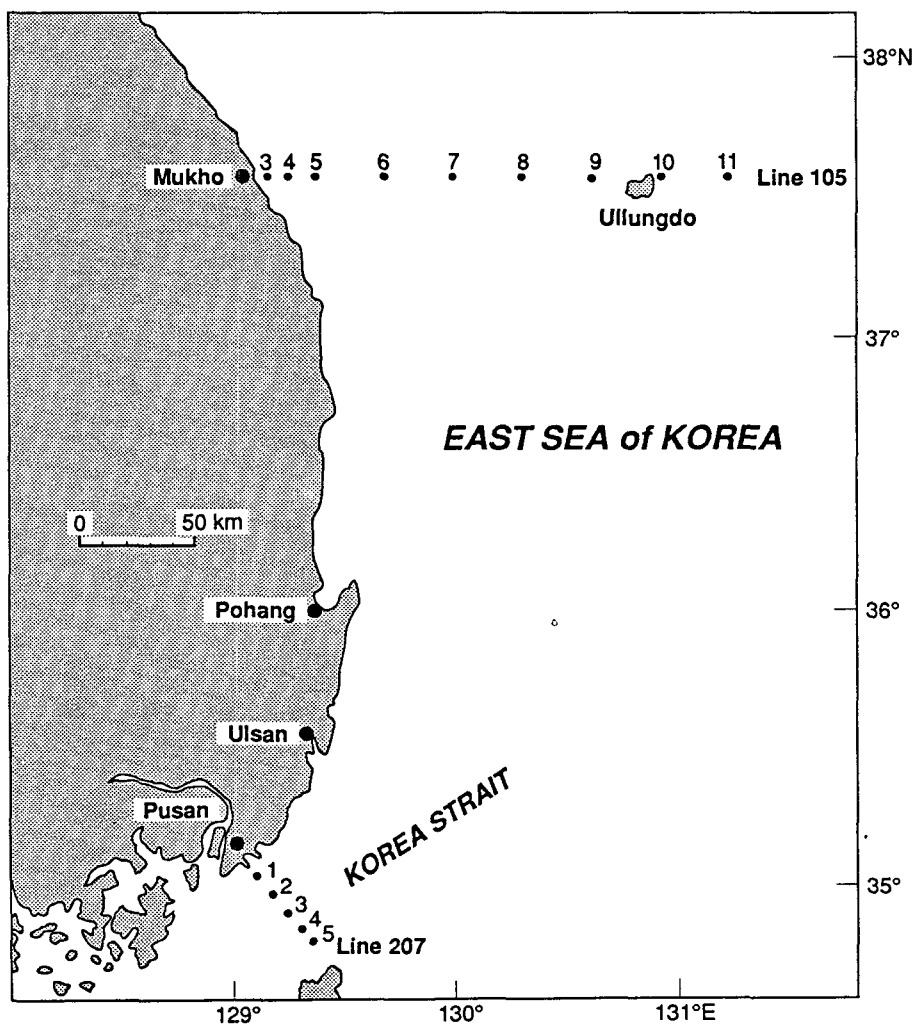 38°N
3 4 5 6 7 8 9 10 11 Line 105
Mukho
Ullungdo
37°
EAST SEA of KOREA
0 50 km
Pohang
36°
Ulsan
Pusan
KOREA STRAIT
35°
1
2
3
4
5 Line 207
129° 130° 131°E